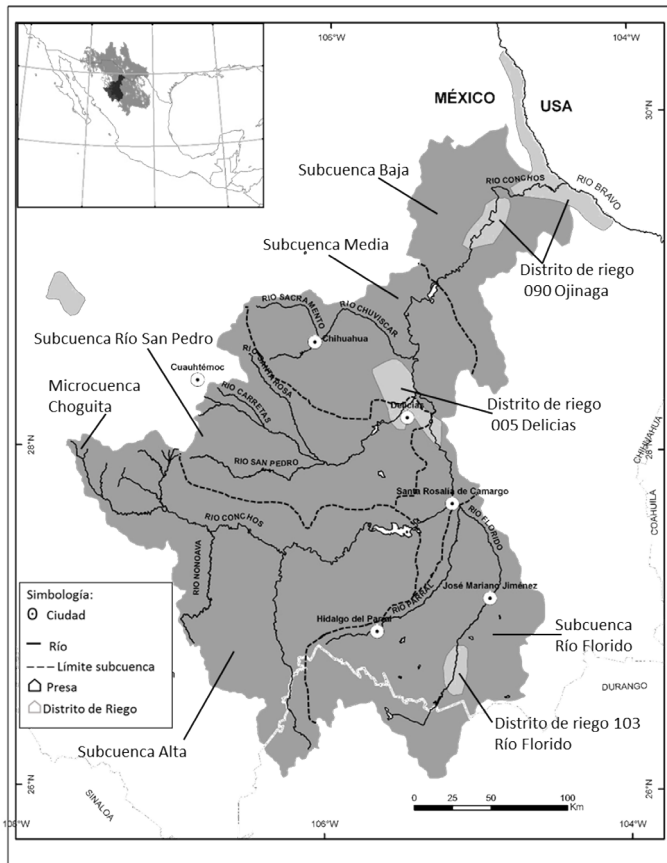 106°W
104°W
30°N
MÉXICO
USA
RIO BRAVO
RIO CONCHOS
Subcuenca Baja
Subcuenca Media
Distrito de riego
090 Ojinaga
RIO SACRAMENTO
RIO CHUVISCAR
Chihuahua
Subcuenca Río San Pedro
Cuauhtémoc
RIO SANTA ROSA
RIO CARRETAS
Microcuenca
Choguita
Delicias
Distrito de riego
005 Delicias
28°N
28°N
CHIHUAHUA
COAHUILA
RIO SAN PEDRO
Santa Rosalía de Camargo
RIO CONCHOS
RIO FLORIDO
RIO NONOAVA
José Mariano Jiménez
RIO PARRAL
Hidalgo del Parral
Simbología:
Ciudad
Río
Límite subcuenca
Presa
Distrito de Riego
Subcuenca
Río Florido
DURANGO
Distrito de riego 103
Río Florido
Subcuenca Alta
SINALOA
26°N
26°N
0 25 50 100
Km
106°W
104°W